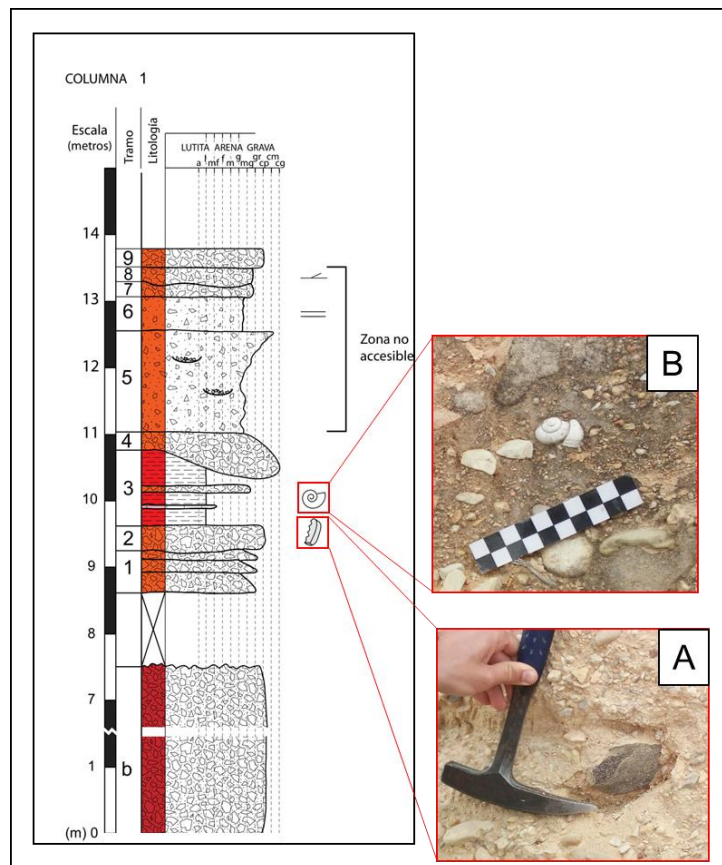 COLUMNA 1
Escala
(metros)
Tramo
Litología
LUTITA ARENA GRAVA
a l mf f m g mg gr cp cm cg
14
9
8
7
13
6
Zona no
accesible
12
5
B
11
4
3
10
2
9
1
8
A
7
b
1
(m) 0